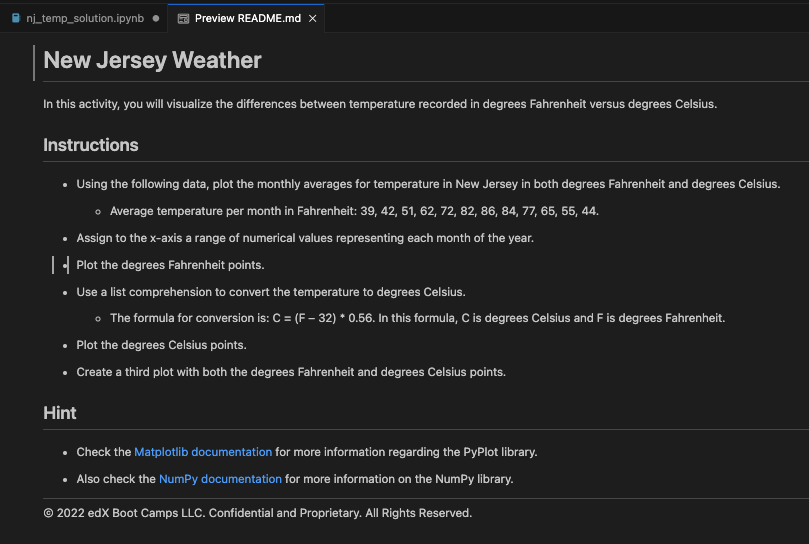 nj_temp_solution.ipynb
Preview README.md
New Jersey Weather
In this activity, you will visualize the differences between temperature recorded in degrees Fahrenheit versus degrees Celsius.
Instructions
Using the following data, plot the monthly averages for temperature in New Jersey in both degrees Fahrenheit and degrees Celsius.
Average temperature per month in Fahrenheit: 39, 42, 51, 62, 72, 82, 86, 84, 77, 65, 55, 44.
Assign to the x-axis a range of numerical values representing each month of the year.
Plot the degrees Fahrenheit points.
Use a list comprehension to convert the temperature to degrees Celsius.
The formula for conversion is: C = (F – 32) * 0.56. In this formula, C is degrees Celsius and F is degrees Fahrenheit.
Plot the degrees Celsius points.
Create a third plot with both the degrees Fahrenheit and degrees Celsius points.
Hint
Check the Matplotlib documentation for more information regarding the PyPlot library.
Also check the NumPy documentation for more information on the NumPy library.
© 2022 edX Boot Camps LLC. Confidential and Proprietary. All Rights Reserved.